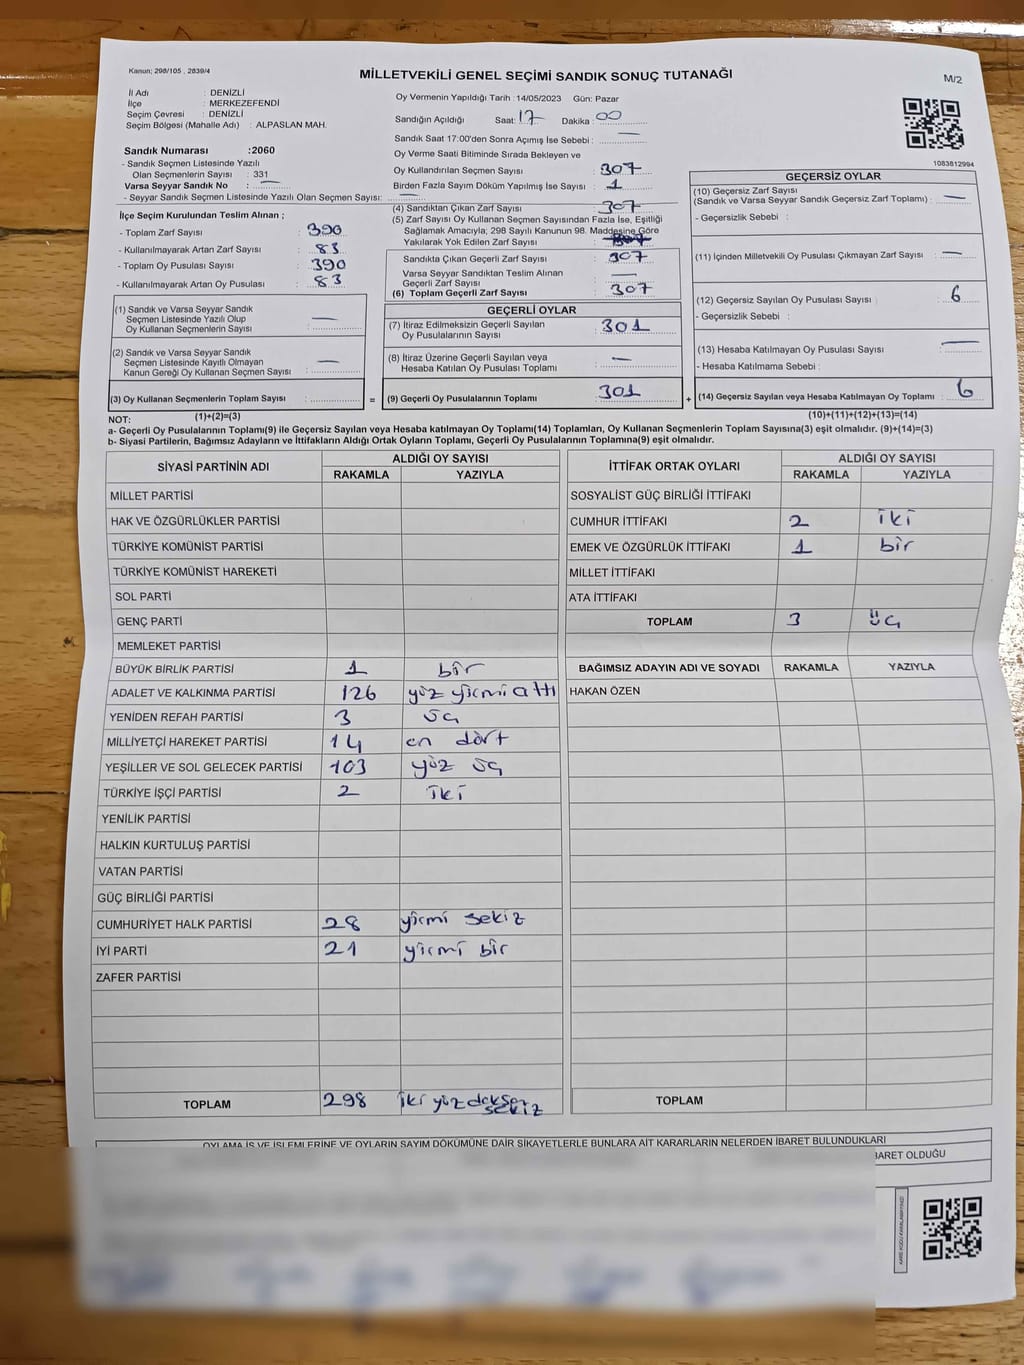 Kanun; 298/105 , 2839/4
MİLLETVEKİLİ GENEL SEÇİMİ SANDIK SONUÇ TUTANAĞI
M/2
İl Adı : DENİZLİ
İlçe : MERKEZEFENDİ
Seçim Çevresi : DENİZLİ
Seçim Bölgesi (Mahalle Adı) : ALPASLAN MAH.
Sandık Numarası :2060
- Sandık Seçmen Listesinde Yazılı
Olan Seçmenlerin Sayısı : 331
Varsa Seyyar Sandık No : —
- Seyyar Sandık Seçmen Listesinde Yazılı Olan Seçmen Sayısı: —
İlçe Seçim Kurulundan Teslim Alınan ;
- Toplam Zarf Sayısı : 390
- Kullanılmayarak Artan Zarf Sayısı : 83
- Toplam Oy Pusulası Sayısı : 390
- Kullanılmayarak Artan Oy Pusulası : 83
Oy Vermenin Yapıldığı Tarih :14/05/2023 Gün: Pazar
Sandığın Açıldığı Saat: 17 Dakika : 00
Sandık Saat 17:00'den Sonra Açımış İse Sebebi : —
Oy Verme Saati Bitiminde Sırada Bekleyen ve
Oy Kullandırılan Seçmen Sayısı : 307
Birden Fazla Sayım Döküm Yapılmış İse Sayısı : 1
(4) Sandıktan Çıkan Zarf Sayısı : 307
(5) Zarf Sayısı Oy Kullanan Seçmen Sayısından Fazla İse, Eşitliği
Sağlamak Amacıyla; 298 Sayılı Kanunun 98. Maddesine Göre
Yakılarak Yok Edilen Zarf Sayısı :
Sandıkta Çıkan Geçerli Zarf Sayısı : 307
Varsa Seyyar Sandıktan Teslim Alınan
Geçerli Zarf Sayısı : —
(6) Toplam Geçerli Zarf Sayısı : 307
1083812994
GEÇERSİZ OYLAR
(10) Geçersiz Zarf Sayısı
(Sandık ve Varsa Seyyar Sandık Geçersiz Zarf Toplamı) : —
- Geçersizlik Sebebi :
(11) İçinden Milletvekili Oy Pusulası Çıkmayan Zarf Sayısı : —
(12) Geçersiz Sayılan Oy Pusulası Sayısı : 6
- Geçersizlik Sebebi :
(13) Hesaba Katılmayan Oy Pusulası Sayısı : —
- Hesaba Katılmama Sebebi :
(14) Geçersiz Sayılan veya Hesaba Katılmayan Oy Toplamı : 6
(1) Sandık ve Varsa Seyyar Sandık
Seçmen Listesinde Yazılı Olup
Oy Kullanan Seçmenlerin Sayısı : —
(2) Sandık ve Varsa Seyyar Sandık
Seçmen Listesinde Kayıtlı Olmayan
Kanun Gereği Oy Kullanan Seçmen Sayısı : —
(3) Oy Kullanan Seçmenlerin Toplam Sayısı :
GEÇERLİ OYLAR
(7) İtiraz Edilmeksizin Geçerli Sayılan
Oy Pusulalarının Sayısı : 301
(8) İtiraz Üzerine Geçerli Sayılan veya
Hesaba Katılan Oy Pusulası Toplamı : —
= (9) Geçerli Oy Pusulalarının Toplamı : 301 +
NOT: (1)+(2)=(3) (10)+(11)+(12)+(13)=(14)
a- Geçerli Oy Pusulalarının Toplamı(9) ile Geçersiz Sayılan veya Hesaba katılmayan Oy Toplamı(14) Toplamları, Oy Kullanan Seçmenlerin Toplam Sayısına(3) eşit olmalıdır. (9)+(14)=(3)
b- Siyasi Partilerin, Bağımsız Adayların ve İttifakların Aldığı Ortak Oyların Toplamı, Geçerli Oy Pusulalarının Toplamına(9) eşit olmalıdır.
SİYASİ PARTİNİN ADI ALDIĞI OY SAYISI
RAKAMLA YAZIYLA
MİLLET PARTİSİ
HAK VE ÖZGÜRLÜKLER PARTİSİ
TÜRKİYE KOMÜNİST PARTİSİ
TÜRKİYE KOMÜNİST HAREKETİ
SOL PARTİ
GENÇ PARTİ
MEMLEKET PARTİSİ
BÜYÜK BİRLİK PARTİSİ 1 bir
ADALET VE KALKINMA PARTİSİ 126 yüz yirmi altı
YENİDEN REFAH PARTİSİ 3 üç
MİLLİYETÇİ HAREKET PARTİSİ 14 on dört
YEŞİLLER VE SOL GELECEK PARTİSİ 103 yüz üç
TÜRKİYE İŞÇİ PARTİSİ 2 iki
YENİLİK PARTİSİ
HALKIN KURTULUŞ PARTİSİ
VATAN PARTİSİ
GÜÇ BİRLİĞİ PARTİSİ
CUMHURİYET HALK PARTİSİ 28 yirmi sekiz
İYİ PARTİ 21 yirmi bir
ZAFER PARTİSİ
TOPLAM 298 iki yüz doksan sekiz
İTTİFAK ORTAK OYLARI ALDIĞI OY SAYISI
RAKAMLA YAZIYLA
SOSYALİST GÜÇ BİRLİĞİ İTTİFAKI
CUMHUR İTTİFAKI 2 iki
EMEK VE ÖZGÜRLÜK İTTİFAKI 1 bir
MİLLET İTTİFAKI
ATA İTTİFAKI
TOPLAM 3 üç
BAĞIMSIZ ADAYIN ADI VE SOYADI RAKAMLA YAZIYLA
HAKAN ÖZEN
TOPLAM
OYLAMA İŞ VE İŞLEMLERİNE VE OYLARIN SAYIM DÖKÜMÜNE DAİR ŞİKAYETLERLE BUNLARA AİT KARARLARIN NELERDEN İBARET BULUNDUKLARI
BARET OLDUĞU